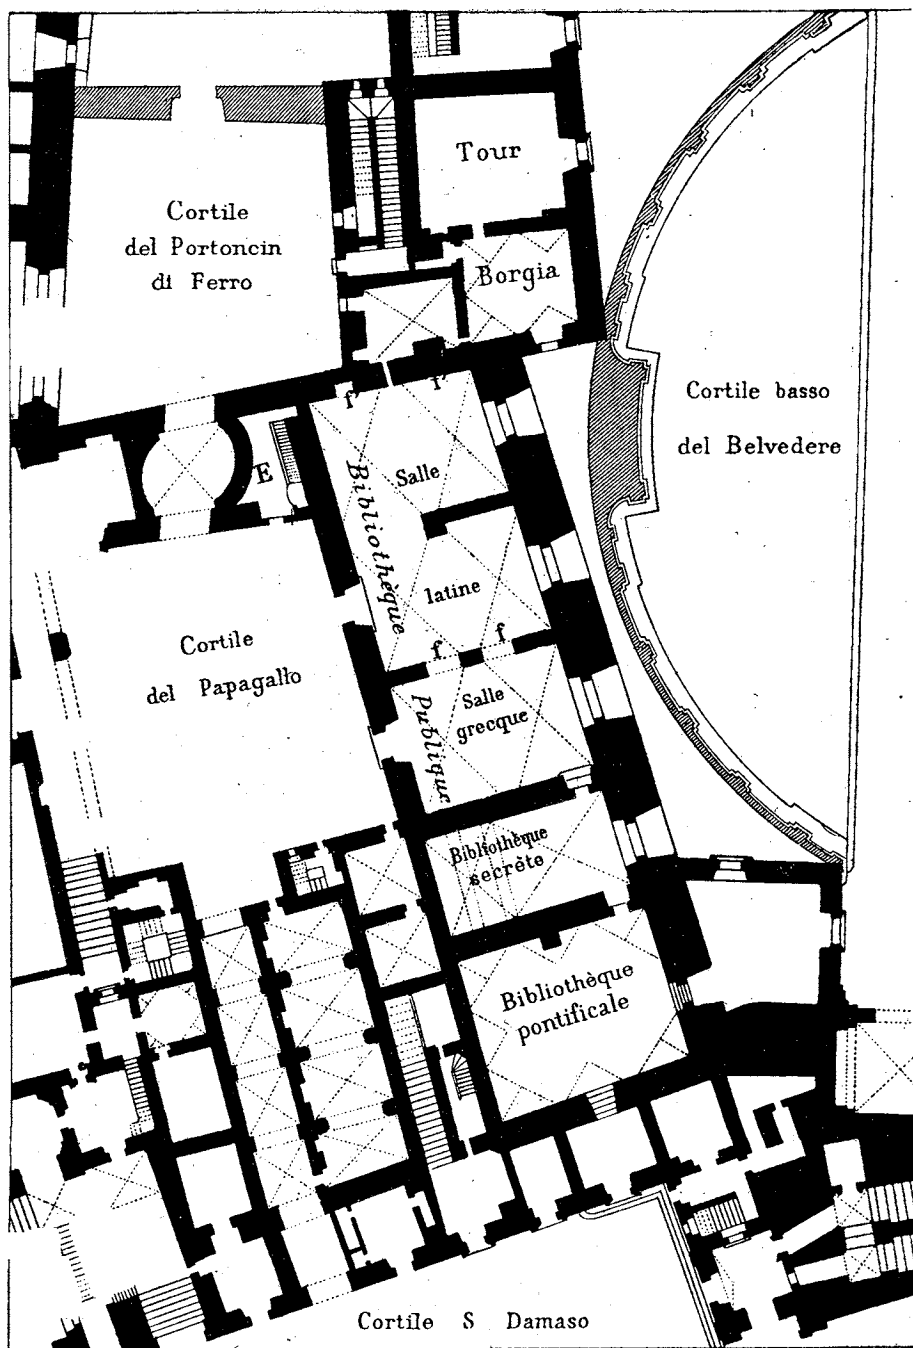 Tour
Cortile
del Portoncin
di Ferro
Borgia
f'
f'
Cortile basso
del Belvedere
Salle
E
Bibliothèque
latine
f
f
Cortile
del Papagallo
Salle
grecque
Publique
Bibliothèque
secrète
Bibliothèque
pontificale
Cortile S Damaso